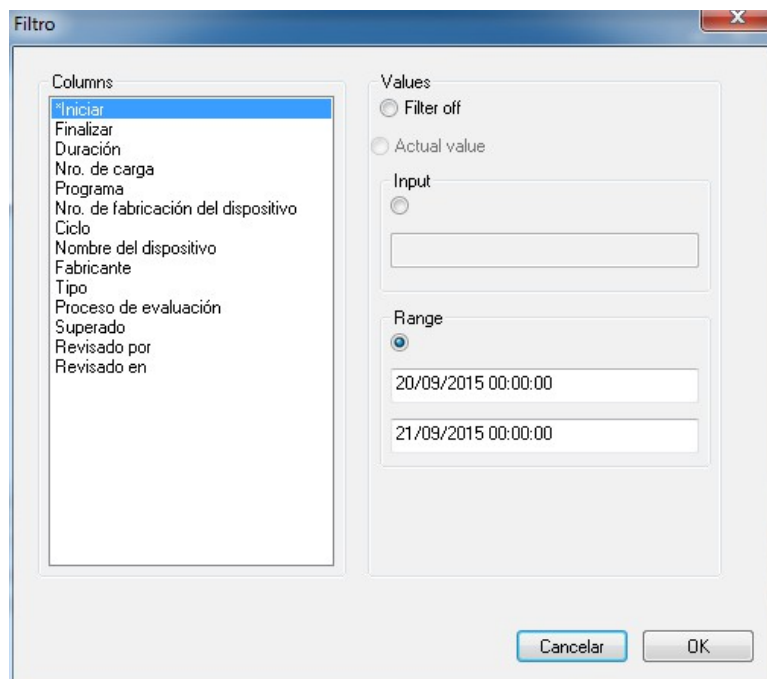 Filtro
Columns
*Iniciar
Finalizar
Duración
Nro. de carga
Programa
Nro. de fabricación del dispositivo
Ciclo
Nombre del dispositivo
Fabricante
Tipo
Proceso de evaluación
Superado
Revisado por
Revisado en
Values
Filter off
Actual value
Input
Range
20/09/2015 00:00:00
21/09/2015 00:00:00
Cancelar
OK